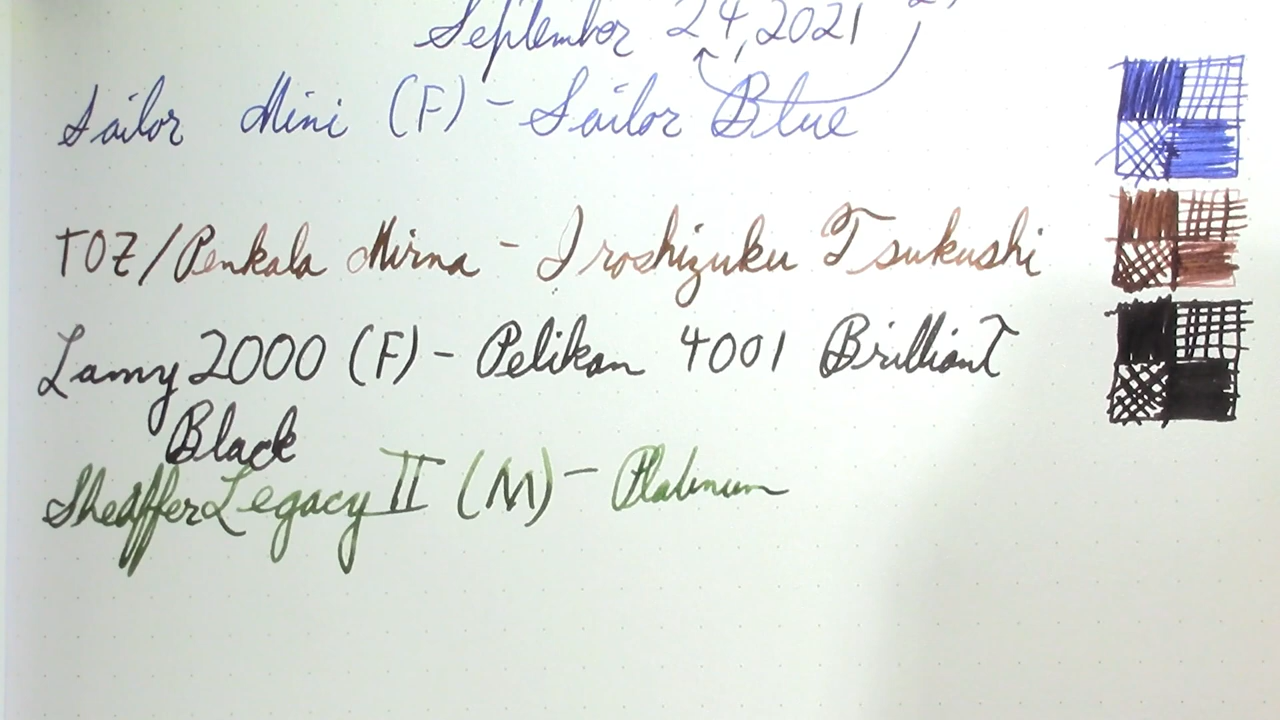 September 24, 2021
Sailor Mini (F) - Sailor Blue
TOZ/Penkala Mirna - Iroshizuku Tsukushi
Lamy 2000 (F) - Pelikan 4001 Brilliant
Black
Sheaffer Legacy II (M) - Platinum